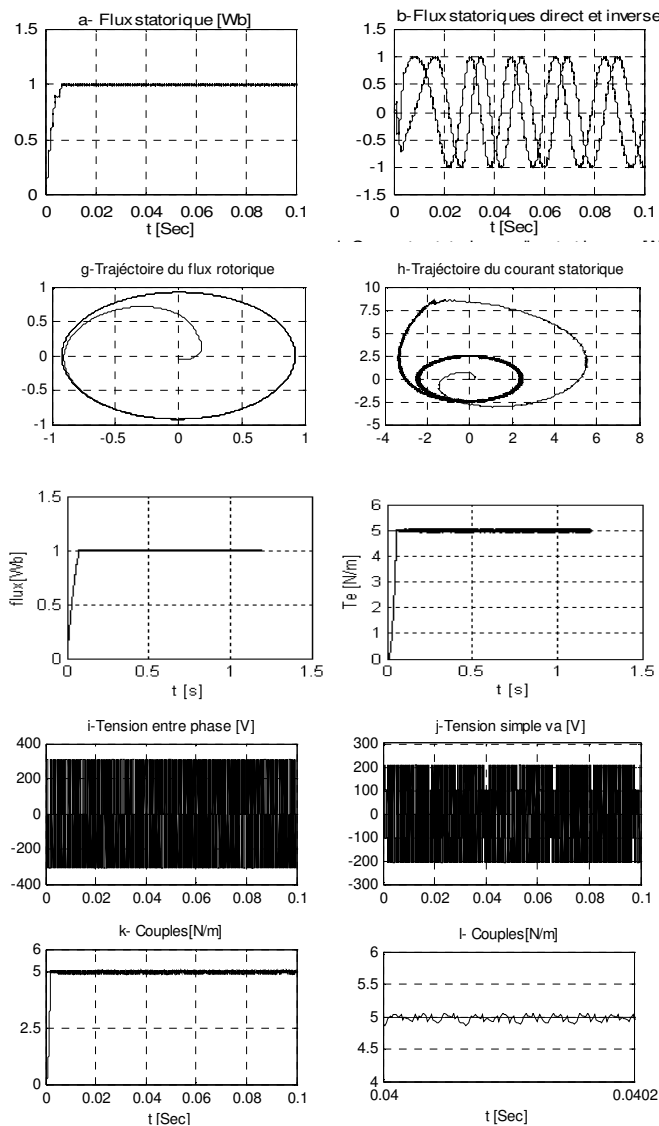 a- Flux statorique [Wb]
1.5
1
0.5
0
0 0.02 0.04 0.06 0.08 0.1
t [Sec]
b-Flux statoriques direct et inverse
1.5
1
0.5
0
-0.5
-1
-1.5
0 0.02 0.04 0.06 0.08 0.1
t [Sec]
g-Trajéctoire du flux rotorique
1
0.5
0
-0.5
-1
-1 -0.5 0 0.5 1
h-Trajéctoire du courant statorique
10
7.5
5
2.5
0
-2.5
-5
-4 -2 0 2 4 6 8
1.5
1
0.5
0
flux[Wb]
0 0.5 1 1.5
t [s]
6
5
4
3
2
1
0
Te [N/m]
0 0.5 1 1.5
t [s]
i-Tension entre phase [V]
400
200
0
-200
-400
0 0.02 0.04 0.06 0.08 0.1
j-Tension simple va [V]
300
200
100
0
-100
-200
-300
0 0.02 0.04 0.06 0.08 0.1
k- Couples[N/m]
6
5
2.5
0
0 0.02 0.04 0.06 0.08 0.1
t [Sec]
l- Couples[N/m]
6
5.5
5
4.5
4
0.04 0.0402
t [Sec]